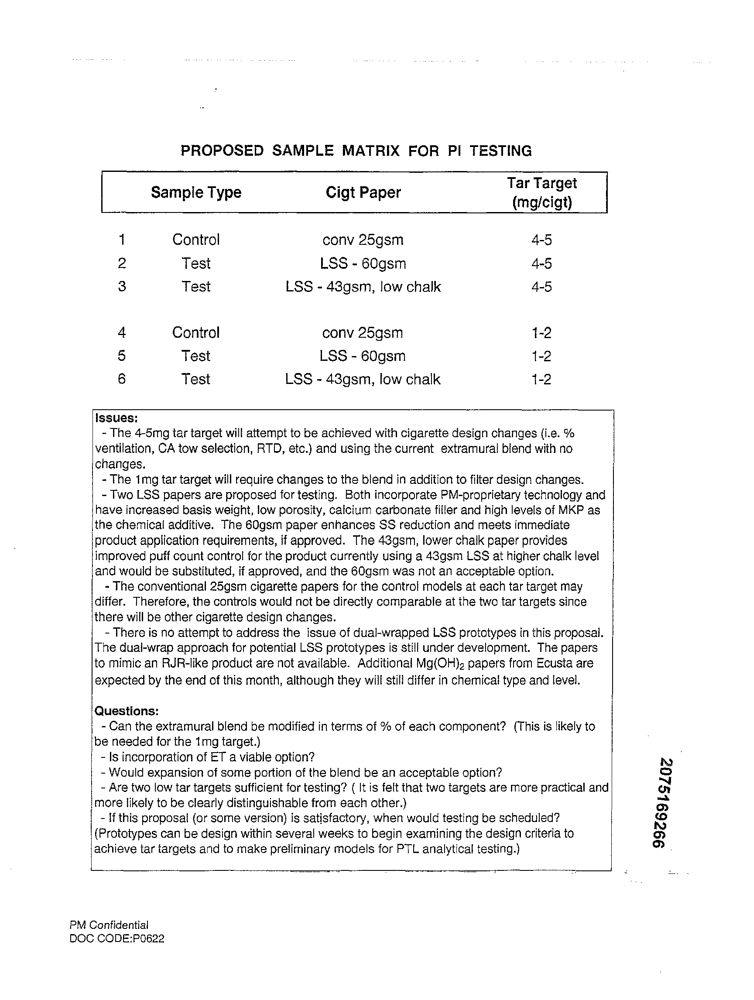 PROPOSED SAMPLE MATRIX FOR PI TESTING
Sample Type Cigt Paper Tar Target (mg/cigt)
1 Control conv 25gsm 4-5
2 Test LSS - 60gsm 4-5
3 Test LSS - 43gsm, low chalk 4-5
4 Control conv 25gsm 1-2
5 Test LSS - 60gsm 1-2
6 Test LSS - 43gsm, low chalk 1-2
Issues:
- The 4-5mg tar target will attempt to be achieved with cigarette design changes (i.e. %
ventilation, CA tow selection, RTD, etc.) and using the current extramural blend with no
changes.
- The 1mg tar target will require changes to the blend in addition to filter design changes.
- Two LSS papers are proposed for testing. Both incorporate PM-proprietary technology and
have increased basis weight, low porosity, calcium carbonate filler and high levels of MKP as
the chemical additive. The 60gsm paper enhances SS reduction and meets immediate
product application requirements, if approved. The 43gsm, lower chalk paper provides
improved puff count control for the product currently using a 43gsm LSS at higher chalk level
and would be substituted, if approved, and the 60gsm was not an acceptable option.
- The conventional 25gsm cigarette papers for the control models at each tar target may
differ. Therefore, the controls would not be directly comparable at the two tar targets since
there will be other cigarette design changes.
- There is no attempt to address the issue of dual-wrapped LSS prototypes in this proposal.
The dual-wrap approach for potential LSS prototypes is still under development. The papers
to mimic an RJR-like product are not available. Additional Mg(OH)2 papers from Ecusta are
expected by the end of this month, although they will still differ in chemical type and level.
Questions:
- Can the extramural blend be modified in terms of % of each component? (This is likely to
be needed for the 1mg target.)
- Is incorporation of ET a viable option?
- Would expansion of some portion of the blend be an acceptable option?
- Are two low tar targets sufficient for testing? ( It is felt that two targets are more practical and
more likely to be clearly distinguishable from each other.)
- If this proposal (or some version) is satisfactory, when would testing be scheduled?
(Prototypes can be design within several weeks to begin examining the design criteria to
achieve tar targets and to make preliminary models for PTL analytical testing.)
2075169266
PM Confidential
DOC CODE:P0622